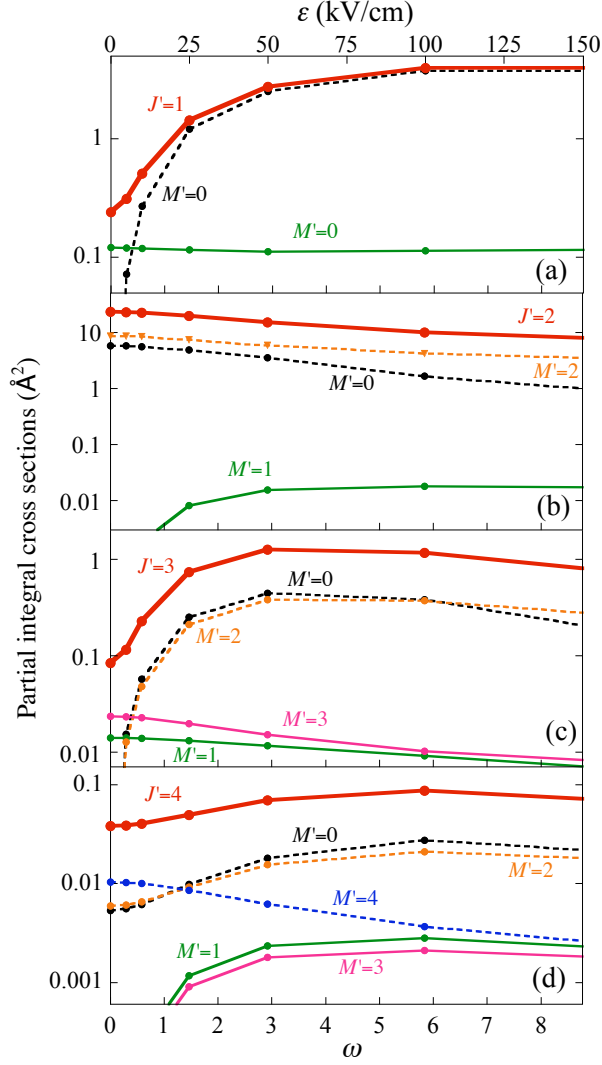 ε (kV/cm)
0 25 50 75 100 125 150
J'=1
1
M'=0
M'=0
0.1
(a)
10
J'=2
M'=2
M'=0
1
0.1
M'=1
0.01
(b)
1
J'=3
M'=0
M'=2
0.1
M'=3
M'=1
0.01
(c)
0.1
J'=4
M'=0
M'=2
0.01
M'=4
M'=1
M'=3
0.001
(d)
0 1 2 3 4 5 6 7 8
ω
Partial integral cross sections (Å²)